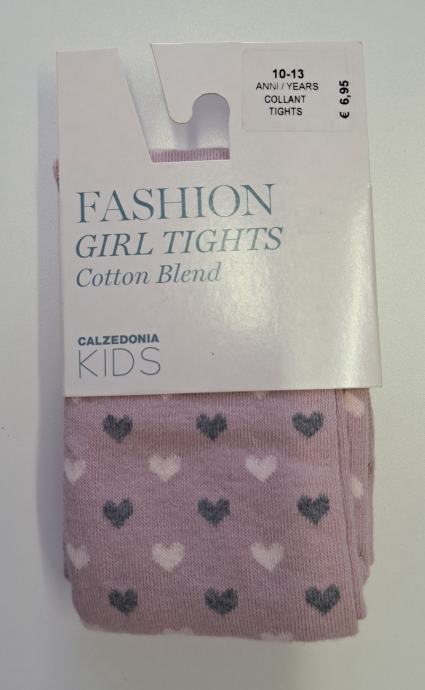 10-13
ANNI / YEARS
COLLANT
TIGHTS
€ 6,95
FASHION
GIRL TIGHTS
Cotton Blend
CALZEDONIA
KIDS